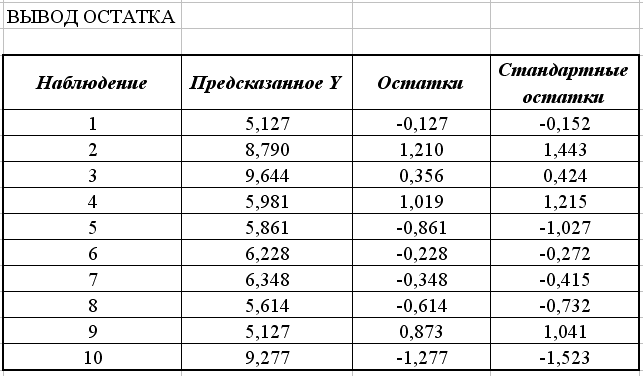 ВЫВОД ОСТАТКА
Наблюдение Предсказанное Y Остатки Стандартные остатки
1 5,127 -0,127 -0,152
2 8,790 1,210 1,443
3 9,644 0,356 0,424
4 5,981 1,019 1,215
5 5,861 -0,861 -1,027
6 6,228 -0,228 -0,272
7 6,348 -0,348 -0,415
8 5,614 -0,614 -0,732
9 5,127 0,873 1,041
10 9,277 -1,277 -1,523